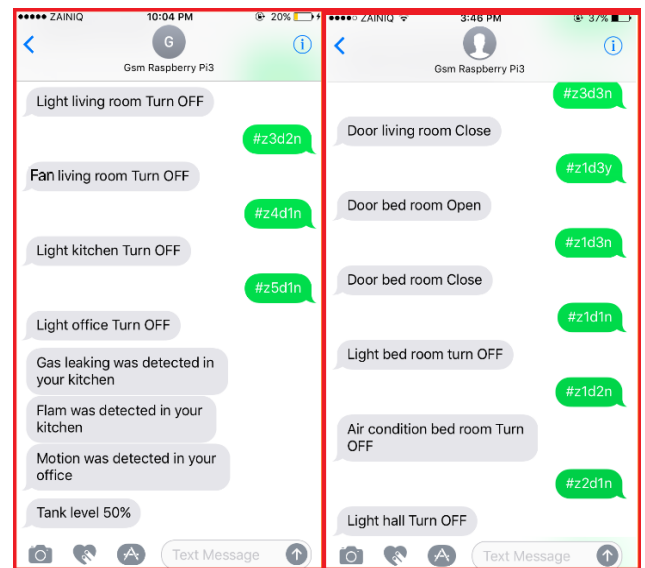 ZAINIQ 10:04 PM 20%
G
Gsm Raspberry Pi3
Light living room Turn OFF
#z3d2n
Fan living room Turn OFF
#z4d1n
Light kitchen Turn OFF
#z5d1n
Light office Turn OFF
Gas leaking was detected in
your kitchen
Flam was detected in your
kitchen
Motion was detected in your
office
Tank level 50%
Text Message
ZAINIQ 3:46 PM 37%
Gsm Raspberry Pi3
#z3d3n
Door living room Close
#z1d3y
Door bed room Open
#z1d3n
Door bed room Close
#z1d1n
Light bed room turn OFF
#z1d2n
Air condition bed room Turn
OFF
#z2d1n
Light hall Turn OFF
Text Message